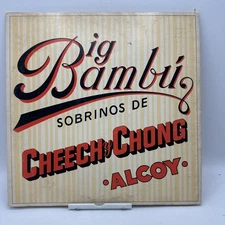 Big
Bambú
SOBRINOS DE
CHEECH y CHONG
• ALCOY •